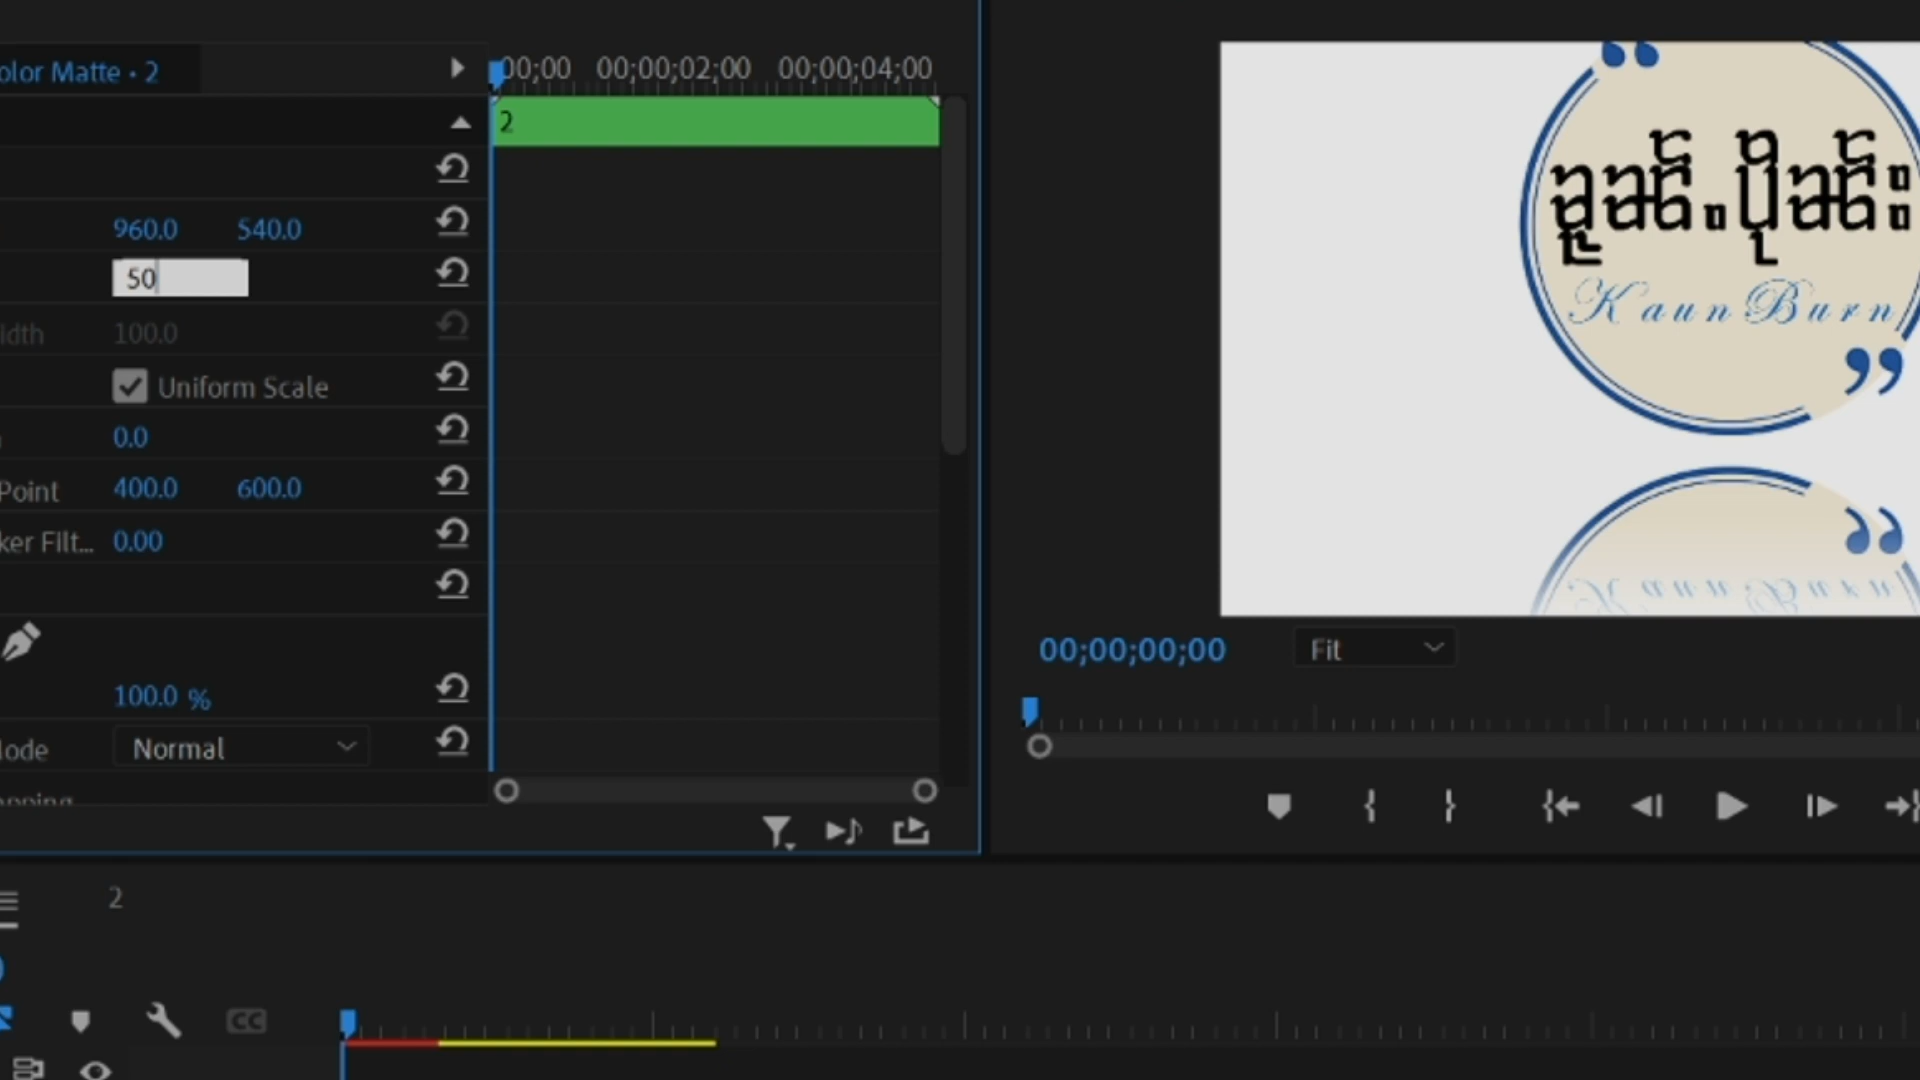 olor Matte • 2
00;00 00;00;02;00 00;00;04;00
2
960.0 540.0
50
idth 100.0
Uniform Scale
0.0
Point 400.0 600.0
ker Filt... 0.00
100.0 %
lode Normal
Kaun Burn
00;00;00;00 Fit
2
CC